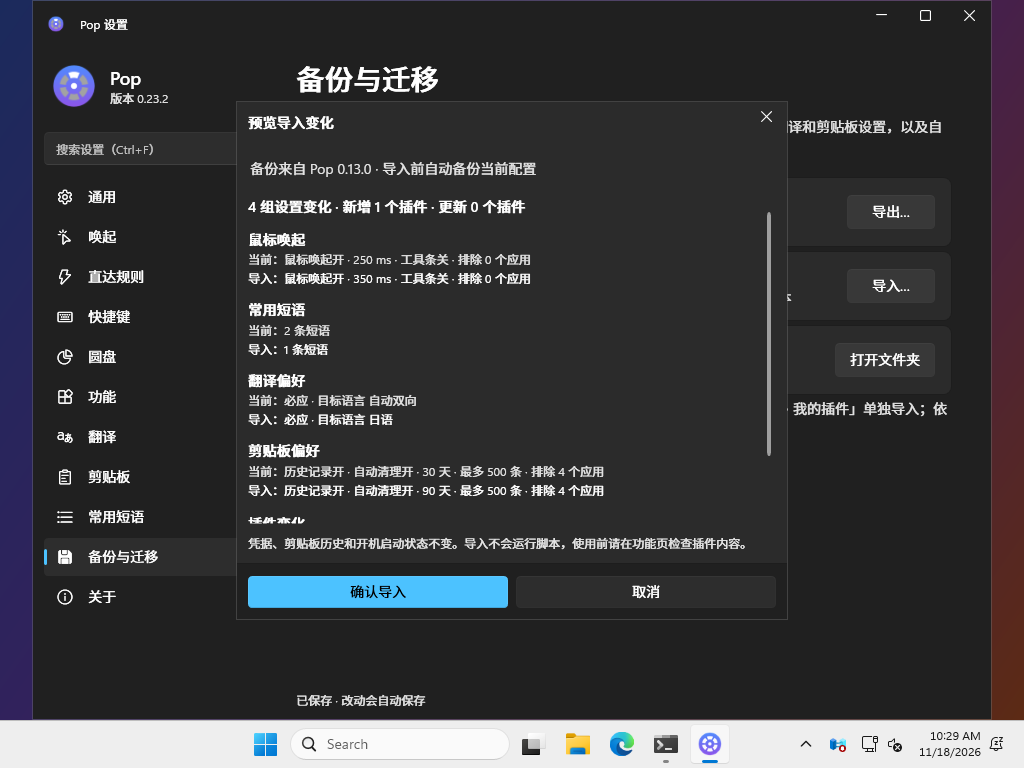 Pop 设置
Pop
版本 0.23.2
搜索设置（Ctrl+F）
通用
唤起
直达规则
快捷键
圆盘
功能
翻译
剪贴板
常用短语
备份与迁移
关于
备份与迁移
译和剪贴板设置，以及自
导出...
导入...
打开文件夹
我的插件」单独导入；依
预览导入变化
备份来自 Pop 0.13.0 · 导入前自动备份当前配置
4 组设置变化 · 新增 1 个插件 · 更新 0 个插件
鼠标唤起
当前：鼠标唤起开 · 250 ms · 工具条关 · 排除 0 个应用
导入：鼠标唤起开 · 350 ms · 工具条关 · 排除 0 个应用
常用短语
当前：2 条短语
导入：1 条短语
翻译偏好
当前：必应 · 目标语言 自动双向
导入：必应 · 目标语言 日语
剪贴板偏好
当前：历史记录开 · 自动清理开 · 30 天 · 最多 500 条 · 排除 4 个应用
导入：历史记录开 · 自动清理开 · 90 天 · 最多 500 条 · 排除 4 个应用
插件变化
凭据、剪贴板历史和开机启动状态不变。导入不会运行脚本，使用前请在功能页检查插件内容。
确认导入
取消
已保存 · 改动会自动保存
Search
10:29 AM
11/18/2026